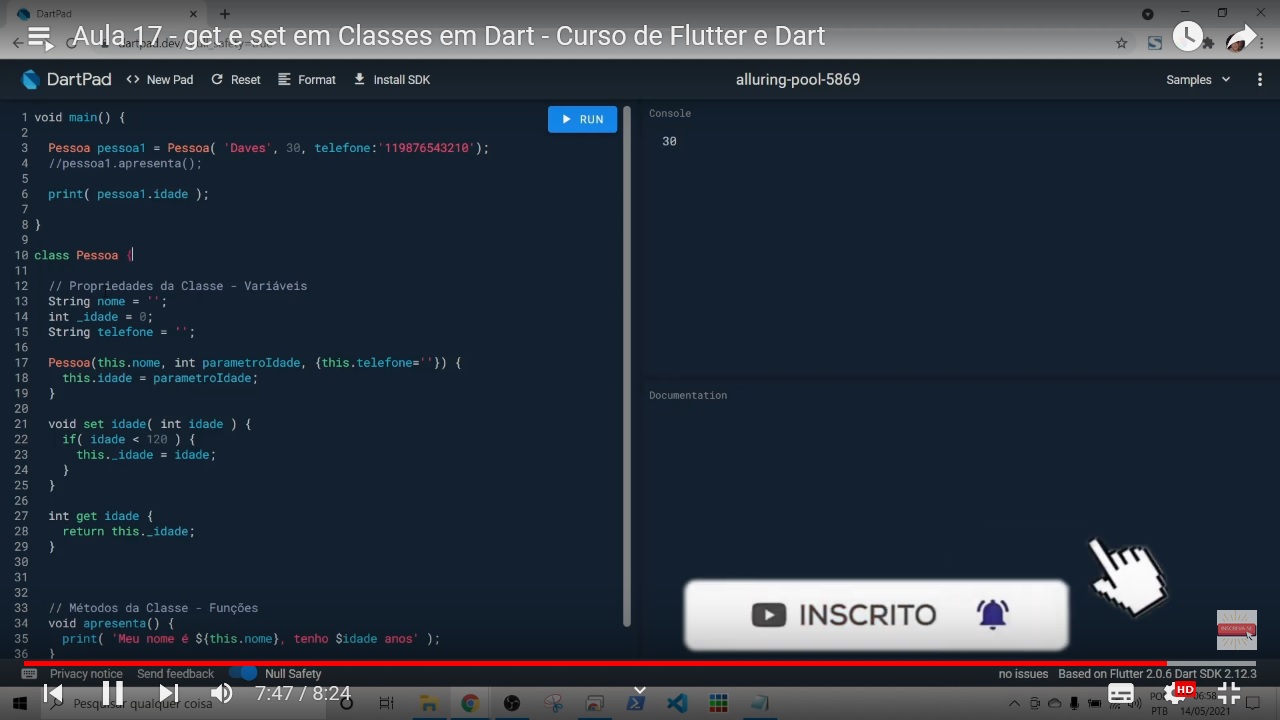 DartPad
Aula 17 - get e set em Classes em Dart - Curso de Flutter e Dart
DartPad
<> New Pad
Reset
Format
Install SDK
alluring-pool-5869
Samples
1 void main() {
2
3 Pessoa pessoa1 = Pessoa( 'Daves', 30, telefone:'119876543210');
4 //pessoa1.apresenta();
5
6 print( pessoa1.idade );
7
8 }
9
10 class Pessoa {
11
12 // Propriedades da Classe - Variáveis
13 String nome = '';
14 int _idade = 0;
15 String telefone = '';
16
17 Pessoa(this.nome, int parametroIdade, {this.telefone=''}) {
18 this.idade = parametroIdade;
19 }
20
21 void set idade( int idade ) {
22 if( idade < 120 ) {
23 this._idade = idade;
24 }
25 }
26
27 int get idade {
28 return this._idade;
29 }
30
31
32
33 // Métodos da Classe - Funções
34 void apresenta() {
35 print( 'Meu nome é ${this.nome}, tenho $idade anos' );
36 }
RUN
Console
30
Documentation
INSCRITO
INSCREVA-SE
Privacy notice
Send feedback
Null Safety
no issues
Based on Flutter 2.0.6 Dart SDK 2.12.3
7:47 / 8:24
HD
Pesquisar qualquer coisa
06:58
PTB
14/05/2021